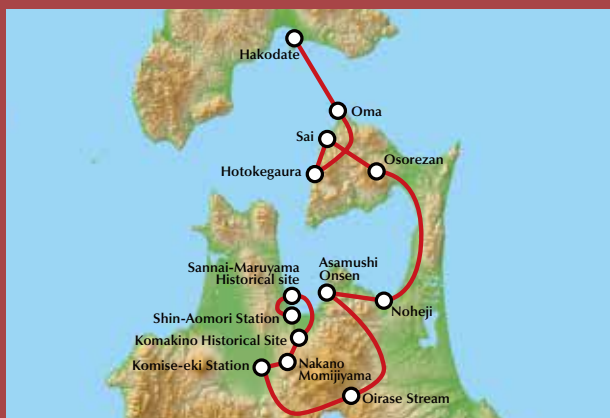 Hakodate
Oma
Sai
Osorezan
Hotokegaura
Asamushi
Onsen
Sannai-Maruyama
Historical site
Noheji
Shin-Aomori Station
Komakino Historical Site
Komise-eki Station
Nakano
Momijiyama
Oirase Stream